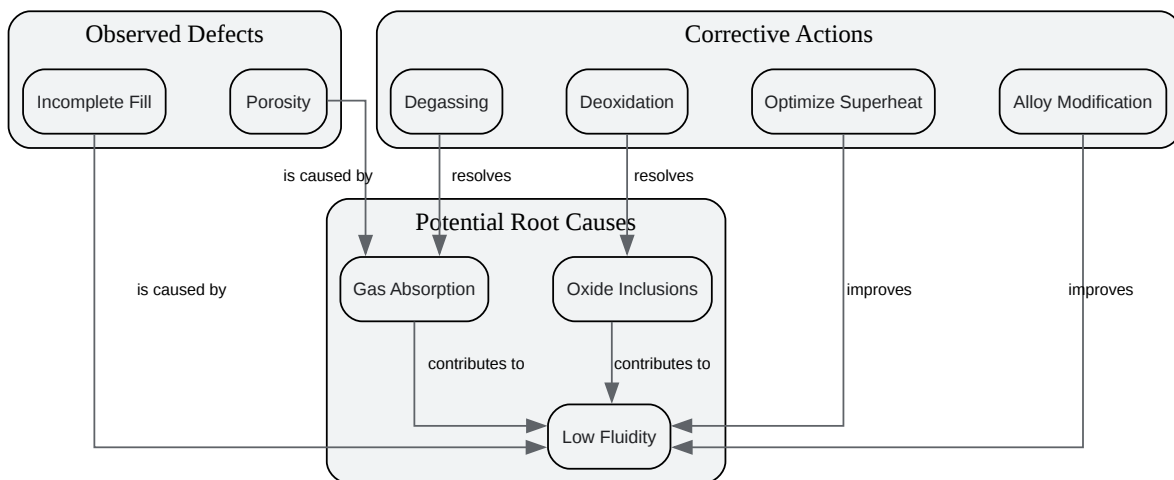 Observed Defects
Corrective Actions
Incomplete Fill
Porosity
Degassing
Deoxidation
Optimize Superheat
Alloy Modification
is caused by
resolves
resolves
Potential Root Causes
Gas Absorption
Oxide Inclusions
is caused by
improves
improves
contributes to
contributes to
Low Fluidity